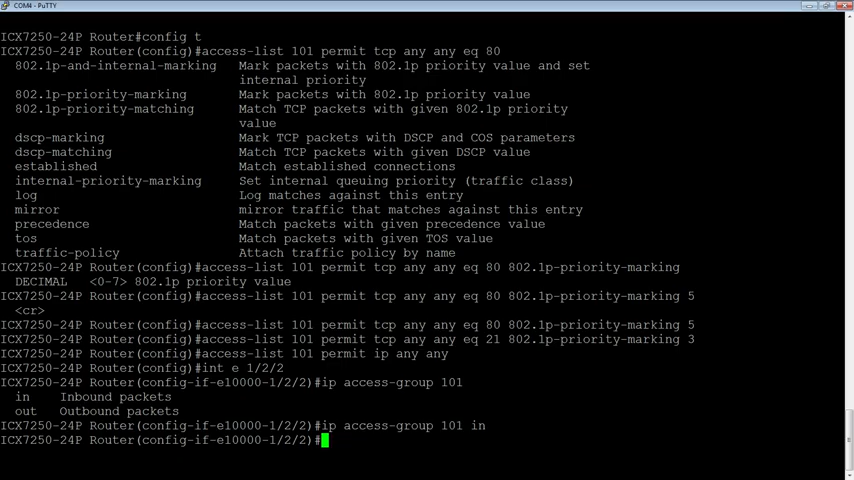 COM4 - PuTTY
ICX7250-24P Router#config t
ICX7250-24P Router(config)#access-list 101 permit tcp any any eq 80
802.1p-and-internal-marking Mark packets with 802.1p priority value and set
internal priority
802.1p-priority-marking Mark packets with 802.1p priority value
802.1p-priority-matching Match TCP packets with given 802.1p priority
value
dscp-marking Mark TCP packets with DSCP and COS parameters
dscp-matching Match TCP packets with given DSCP value
established Match established connections
internal-priority-marking Set internal queuing priority (traffic class)
log Log matches against this entry
mirror mirror traffic that matches against this entry
precedence Match packets with given precedence value
tos Match packets with given TOS value
traffic-policy Attach traffic policy by name
ICX7250-24P Router(config)#access-list 101 permit tcp any any eq 80 802.1p-priority-marking
DECIMAL <0-7> 802.1p priority value
ICX7250-24P Router(config)#access-list 101 permit tcp any any eq 80 802.1p-priority-marking 5
<cr>
ICX7250-24P Router(config)#access-list 101 permit tcp any any eq 80 802.1p-priority-marking 5
ICX7250-24P Router(config)#access-list 101 permit tcp any any eq 21 802.1p-priority-marking 3
ICX7250-24P Router(config)#access-list 101 permit ip any any
ICX7250-24P Router(config)#int e 1/2/2
ICX7250-24P Router(config-if-e10000-1/2/2)#ip access-group 101
in Inbound packets
out Outbound packets
ICX7250-24P Router(config-if-e10000-1/2/2)#ip access-group 101 in
ICX7250-24P Router(config-if-e10000-1/2/2)#